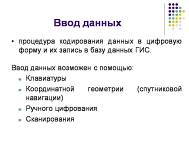 Ввод данных
• процедура кодирования данных в цифровую
форму и их запись в базу данных ГИС.
Ввод данных возможен с помощью:
Клавиатуры
Координатной геометрии (спутниковой
навигации)
Ручного цифрования
Сканирования